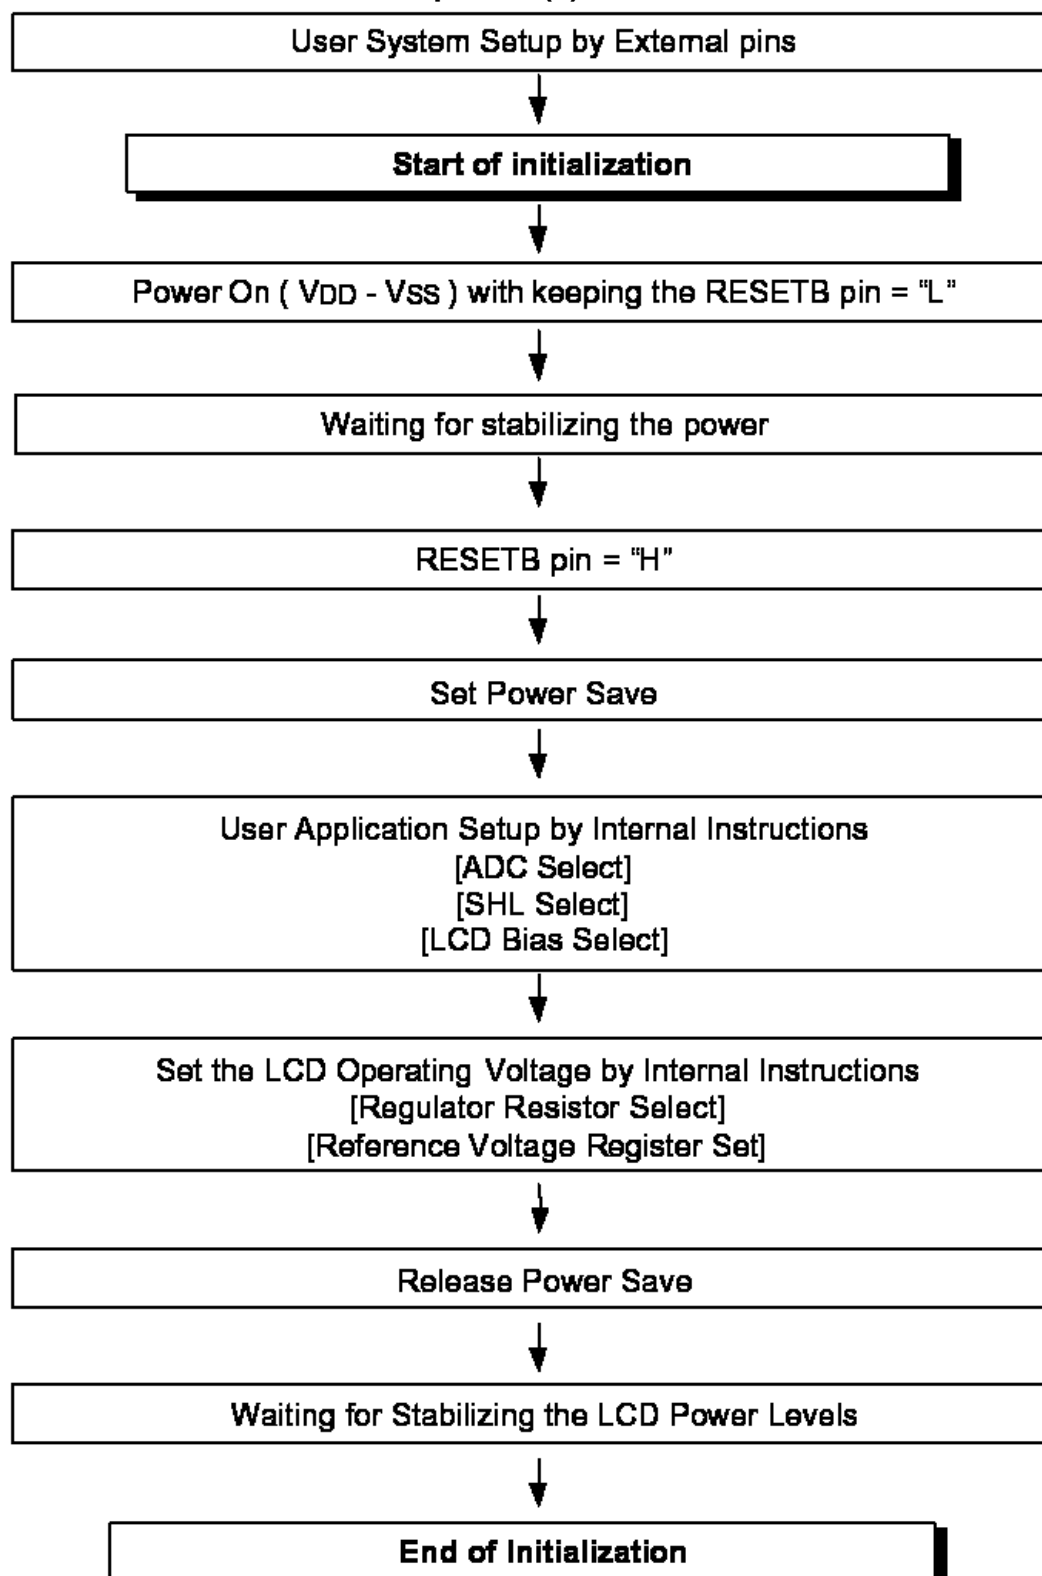 User System Setup by External pins
Start of initialization
Power On ( VDD - VSS ) with keeping the RESETB pin = “L”
Waiting for stabilizing the power
RESETB pin = “H”
Set Power Save
User Application Setup by Internal Instructions
[ADC Select]
[SHL Select]
[LCD Bias Select]
Set the LCD Operating Voltage by Internal Instructions
[Regulator Resistor Select]
[Reference Voltage Register Set]
Release Power Save
Waiting for Stabilizing the LCD Power Levels
End of Initialization